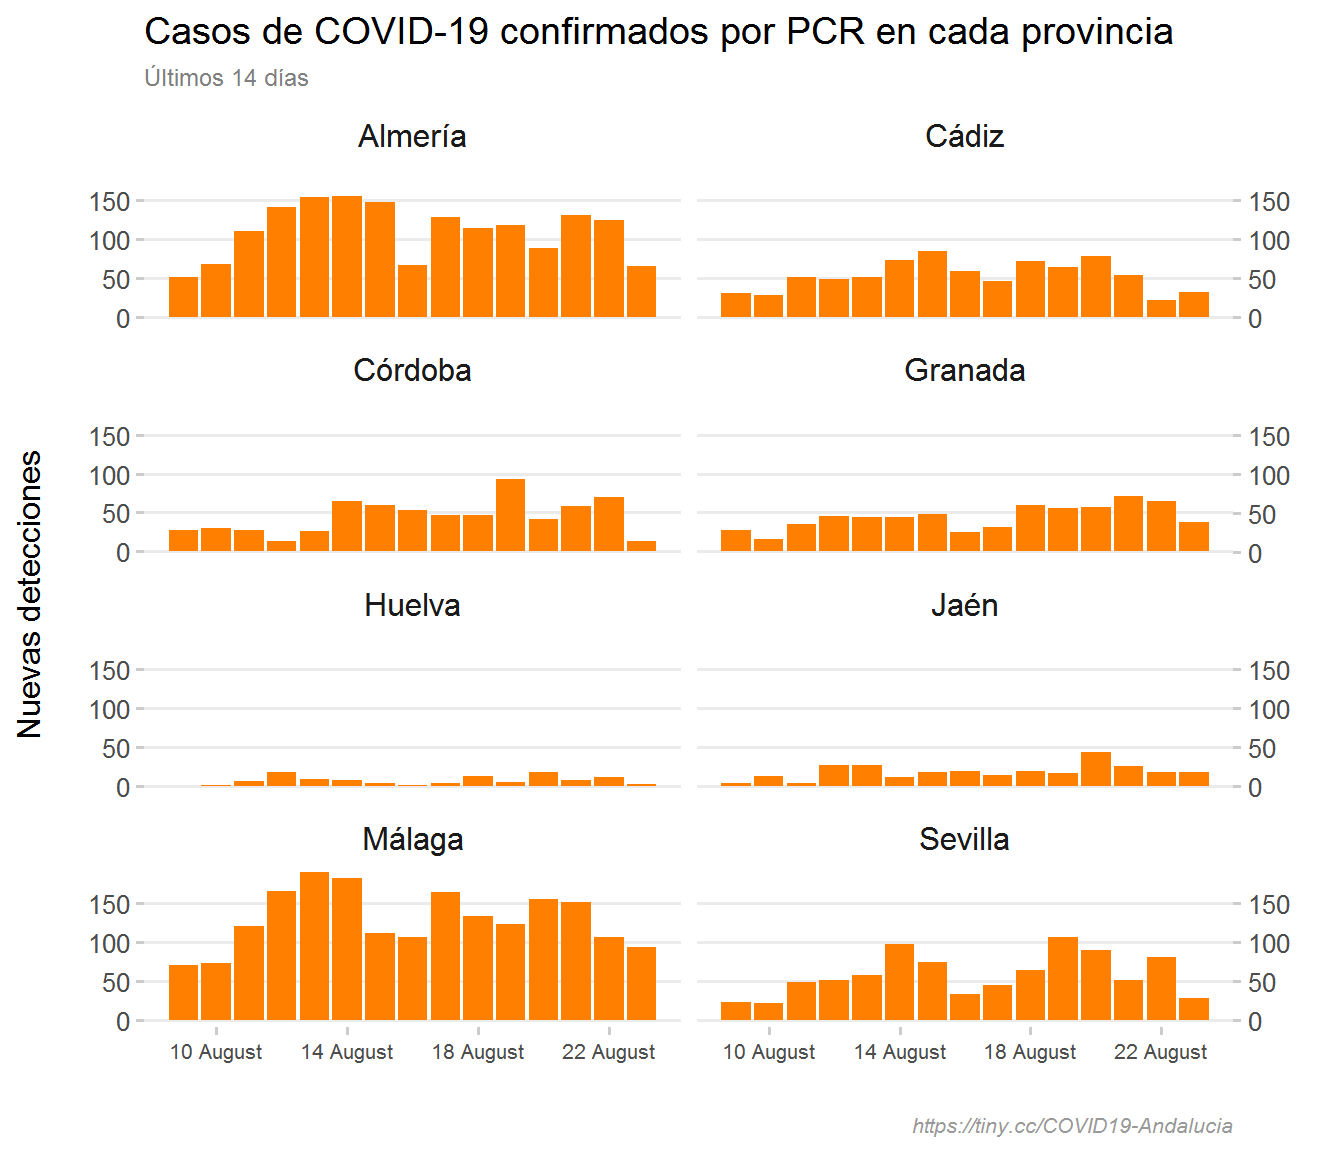 Casos de COVID-19 confirmados por PCR en cada provincia
Últimos 14 días
Almería
Cádiz
150
100
50
0
150
100
50
0
Córdoba
Granada
150
100
50
0
150
100
50
0
Nuevas detecciones
Huelva
Jaén
150
100
50
0
150
100
50
0
Málaga
Sevilla
150
100
50
0
150
100
50
0
10 August 14 August 18 August 22 August
10 August 14 August 18 August 22 August
https://tiny.cc/COVID19-Andalucia